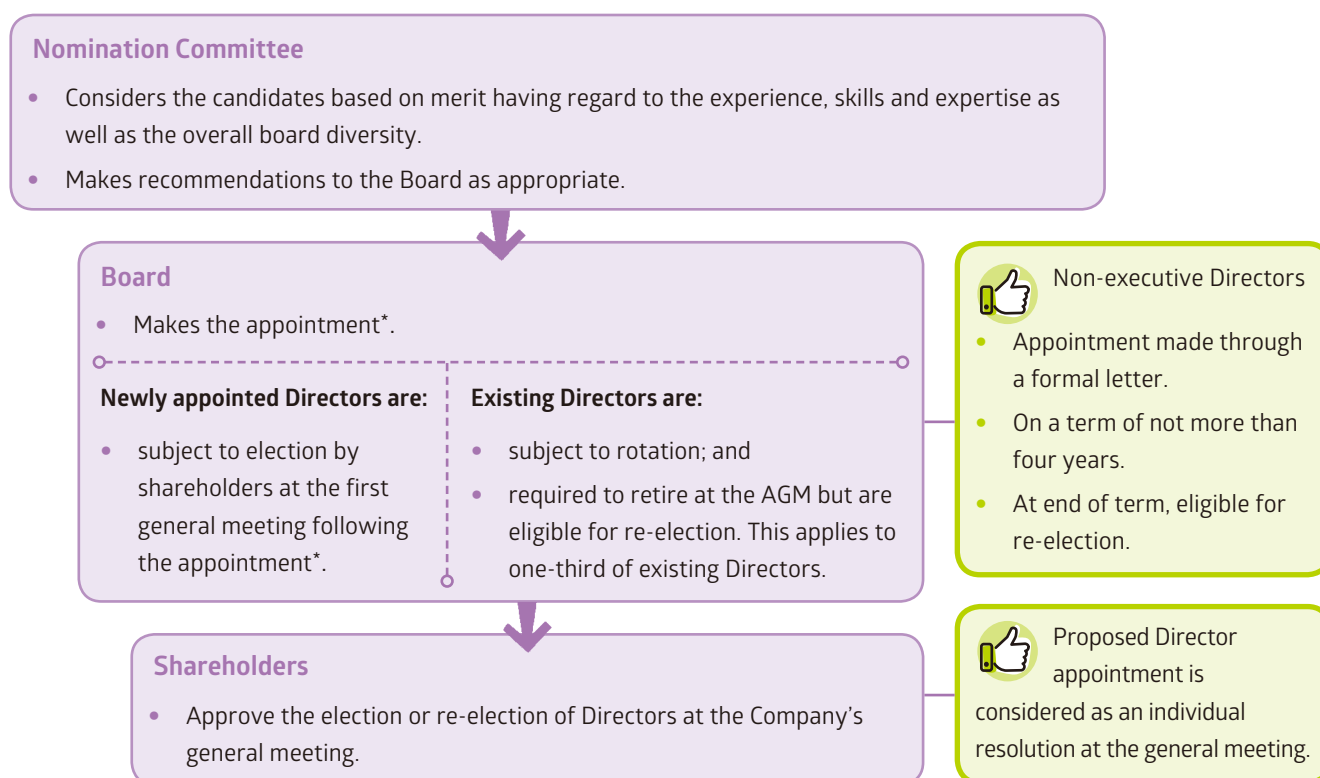 Nomination Committee
• Considers the candidates based on merit having regard to the experience, skills and expertise as
well as the overall board diversity.
• Makes recommendations to the Board as appropriate.
Board
• Makes the appointment*.
Newly appointed Directors are:
• subject to election by
shareholders at the first
general meeting following
the appointment*.
Existing Directors are:
• subject to rotation; and
• required to retire at the AGM but are
eligible for re-election. This applies to
one-third of existing Directors.
Non-executive Directors
• Appointment made through
a formal letter.
• On a term of not more than
four years.
• At end of term, eligible for
re-election.
Shareholders
• Approve the election or re-election of Directors at the Company’s
general meeting.
Proposed Director
appointment is
considered as an individual
resolution at the general meeting.